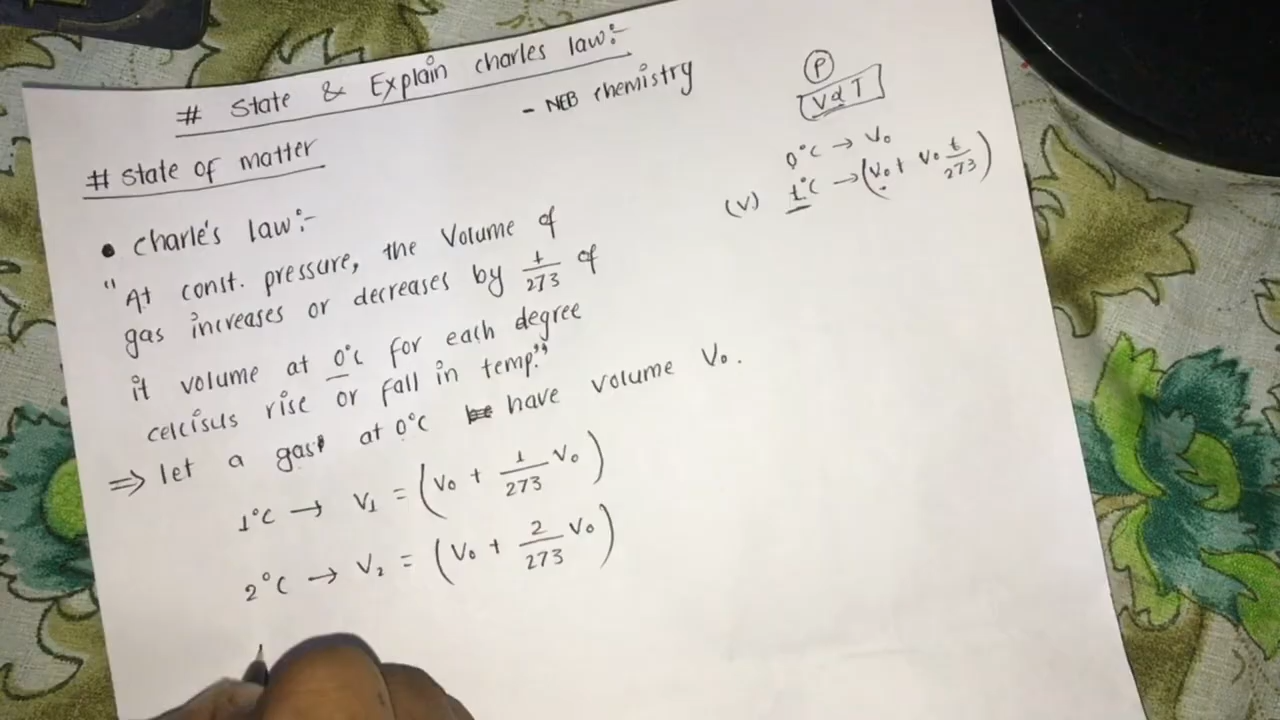 # State & Explain charles law:-
- NEB chemistry
# State of matter
• Charle's law:-
"At const. pressure, the Volume of
gas increases or decreases by 1/273 of
it volume at 0°C for each degree
celcisus rise or fall in temp."
⇒ let a gas at 0°C have volume V₀.
1°C → V₁ = (V₀ + 1/273 V₀)
2°C → V₂ = (V₀ + 2/273 V₀)
(P)
V α T
0°C → V₀
(V) t°C → (V₀ + V₀ t/273)